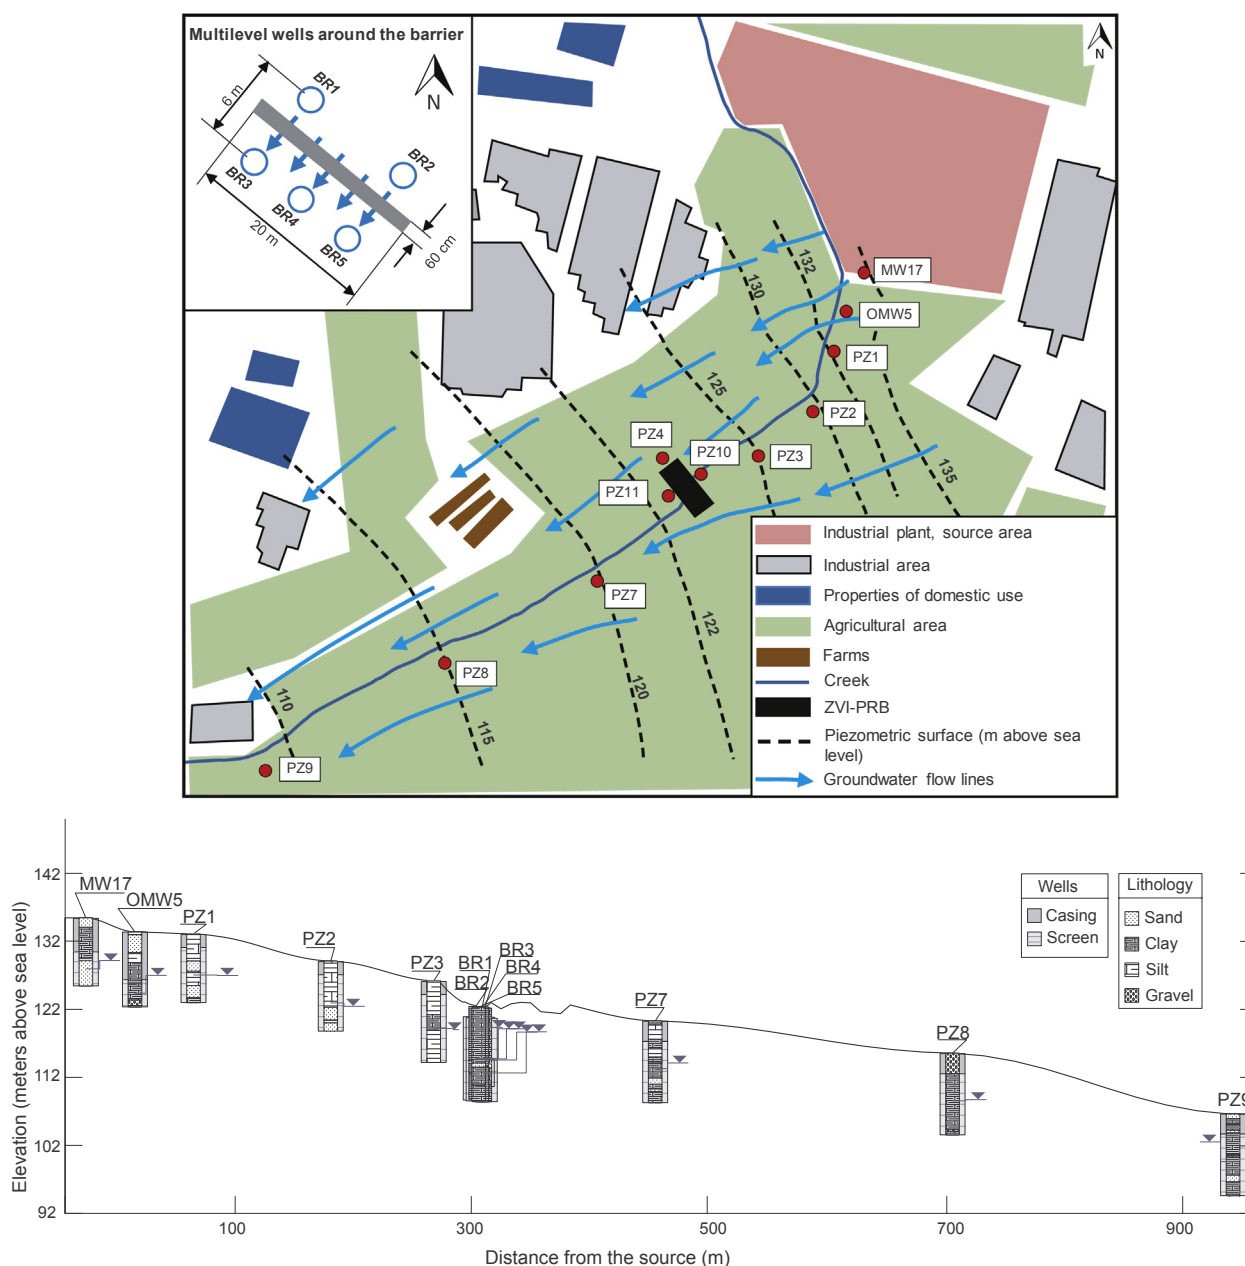 Multilevel wells around the barrier
N
BR1
6 m
BR2
BR3
BR4
BR5
20 m
60 cm
N
MW17
132
130
OMW5
PZ1
125
PZ2
PZ4
PZ10
PZ3
135
PZ11
PZ7
122
PZ8
120
110
115
PZ9
Industrial plant, source area
Industrial area
Properties of domestic use
Agricultural area
Farms
Creek
ZVI-PRB
Piezometric surface (m above sea
level)
Groundwater flow lines
Elevation (meters above sea level)
142
132
122
112
102
92
MW17
OMW5
PZ1
PZ2
PZ3
BR1
BR2
BR3
BR4
BR5
PZ7
PZ8
PZ9
Wells
Casing
Screen
Lithology
Sand
Clay
Silt
Gravel
100
300
500
700
900
Distance from the source (m)